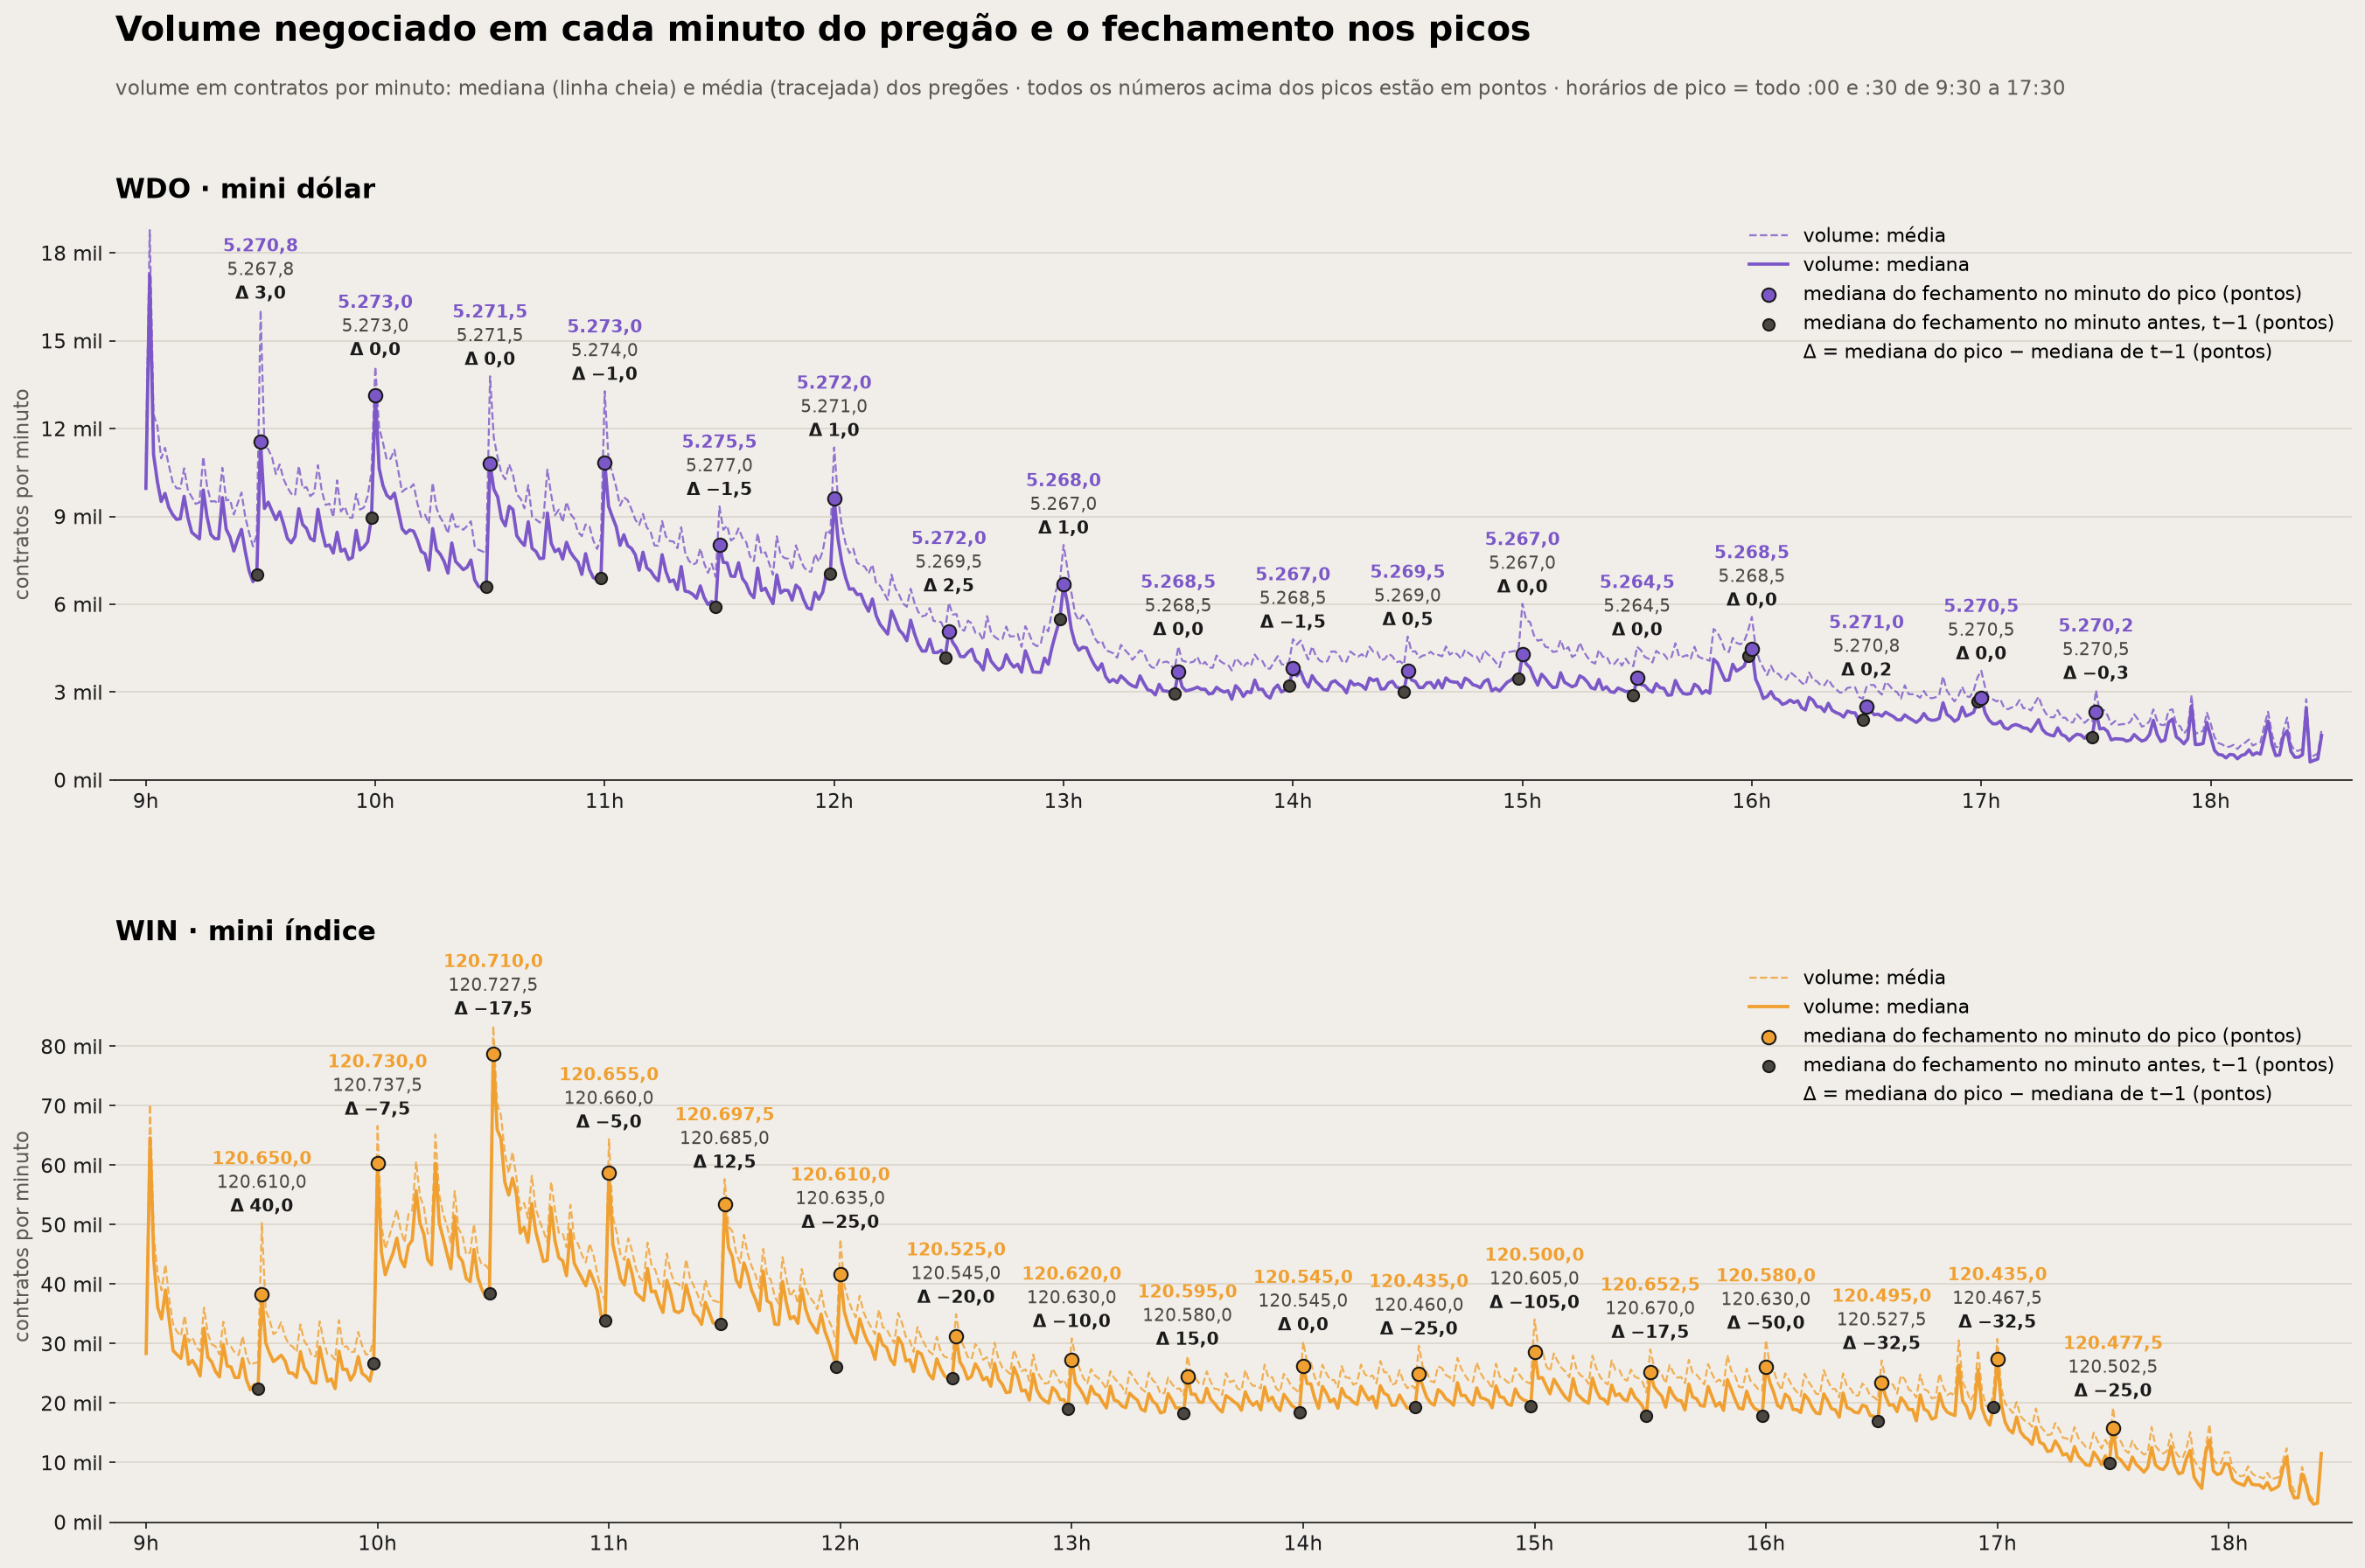 Volume negociado em cada minuto do pregão e o fechamento nos picos
volume em contratos por minuto: mediana (linha cheia) e média (tracejada) dos pregões · todos os números acima dos picos estão em pontos · horários de pico = todo :00 e :30 de 9:30 a 17:30
WDO · mini dólar
contratos por minuto
18 mil
15 mil
12 mil
9 mil
6 mil
3 mil
0 mil
volume: média
volume: mediana
mediana do fechamento no minuto do pico (pontos)
mediana do fechamento no minuto antes, t−1 (pontos)
Δ = mediana do pico − mediana de t−1 (pontos)
5.270,8
5.267,8
Δ 3,0
5.273,0
5.273,0
Δ 0,0
5.271,5
5.271,5
Δ 0,0
5.273,0
5.274,0
Δ −1,0
5.275,5
5.277,0
Δ −1,5
5.272,0
5.271,0
Δ 1,0
5.272,0
5.269,5
Δ 2,5
5.268,0
5.267,0
Δ 1,0
5.268,5
5.268,5
Δ 0,0
5.267,0
5.268,5
Δ −1,5
5.269,5
5.269,0
Δ 0,5
5.267,0
5.267,0
Δ 0,0
5.264,5
5.264,5
Δ 0,0
5.268,5
5.268,5
Δ 0,0
5.271,0
5.270,8
Δ 0,2
5.270,5
5.270,5
Δ 0,0
5.270,2
5.270,5
Δ −0,3
9h 10h 11h 12h 13h 14h 15h 16h 17h 18h
WIN · mini índice
contratos por minuto
80 mil
70 mil
60 mil
50 mil
40 mil
30 mil
20 mil
10 mil
0 mil
volume: média
volume: mediana
mediana do fechamento no minuto do pico (pontos)
mediana do fechamento no minuto antes, t−1 (pontos)
Δ = mediana do pico − mediana de t−1 (pontos)
120.650,0
120.610,0
Δ 40,0
120.730,0
120.737,5
Δ −7,5
120.710,0
120.727,5
Δ −17,5
120.655,0
120.660,0
Δ −5,0
120.697,5
120.685,0
Δ 12,5
120.610,0
120.635,0
Δ −25,0
120.525,0
120.545,0
Δ −20,0
120.620,0
120.630,0
Δ −10,0
120.595,0
120.580,0
Δ 15,0
120.545,0
120.545,0
Δ 0,0
120.435,0
120.460,0
Δ −25,0
120.500,0
120.605,0
Δ −105,0
120.652,5
120.670,0
Δ −17,5
120.580,0
120.630,0
Δ −50,0
120.495,0
120.527,5
Δ −32,5
120.435,0
120.467,5
Δ −32,5
120.477,5
120.502,5
Δ −25,0
9h 10h 11h 12h 13h 14h 15h 16h 17h 18h